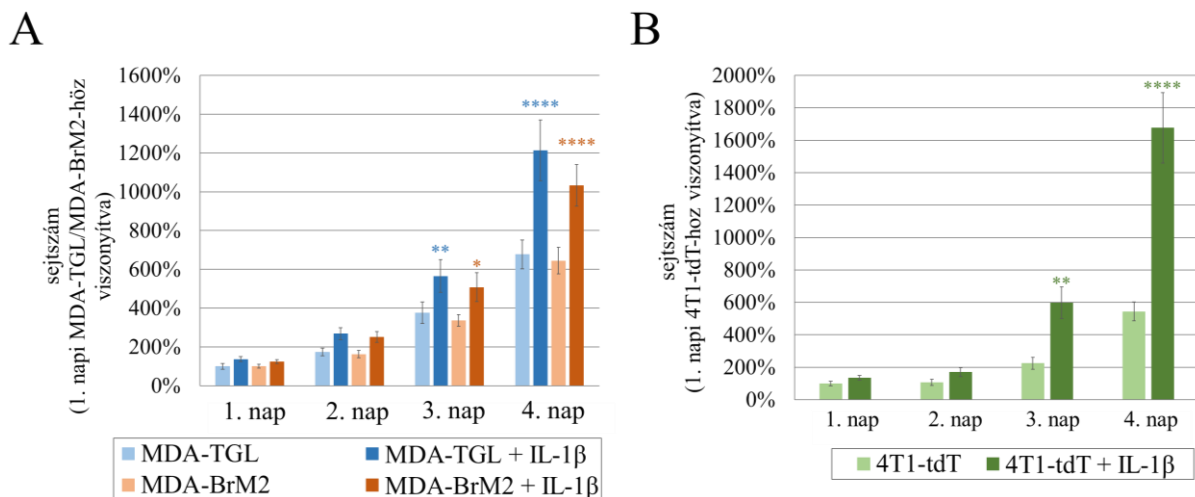 A
sejtszám
(1. napi MDA-TGL/MDA-BrM2-höz
viszonyítva)
1600%
1400%
1200%
1000%
800%
600%
400%
200%
0%
****
****
**
*
1. nap
2. nap
3. nap
4. nap
MDA-TGL
MDA-TGL + IL-1β
MDA-BrM2
MDA-BrM2 + IL-1β
B
sejtszám
(1. napi 4T1-tdT-hoz viszonyítva)
2000%
1800%
1600%
1400%
1200%
1000%
800%
600%
400%
200%
0%
****
**
1. nap
2. nap
3. nap
4. nap
4T1-tdT
4T1-tdT + IL-1β